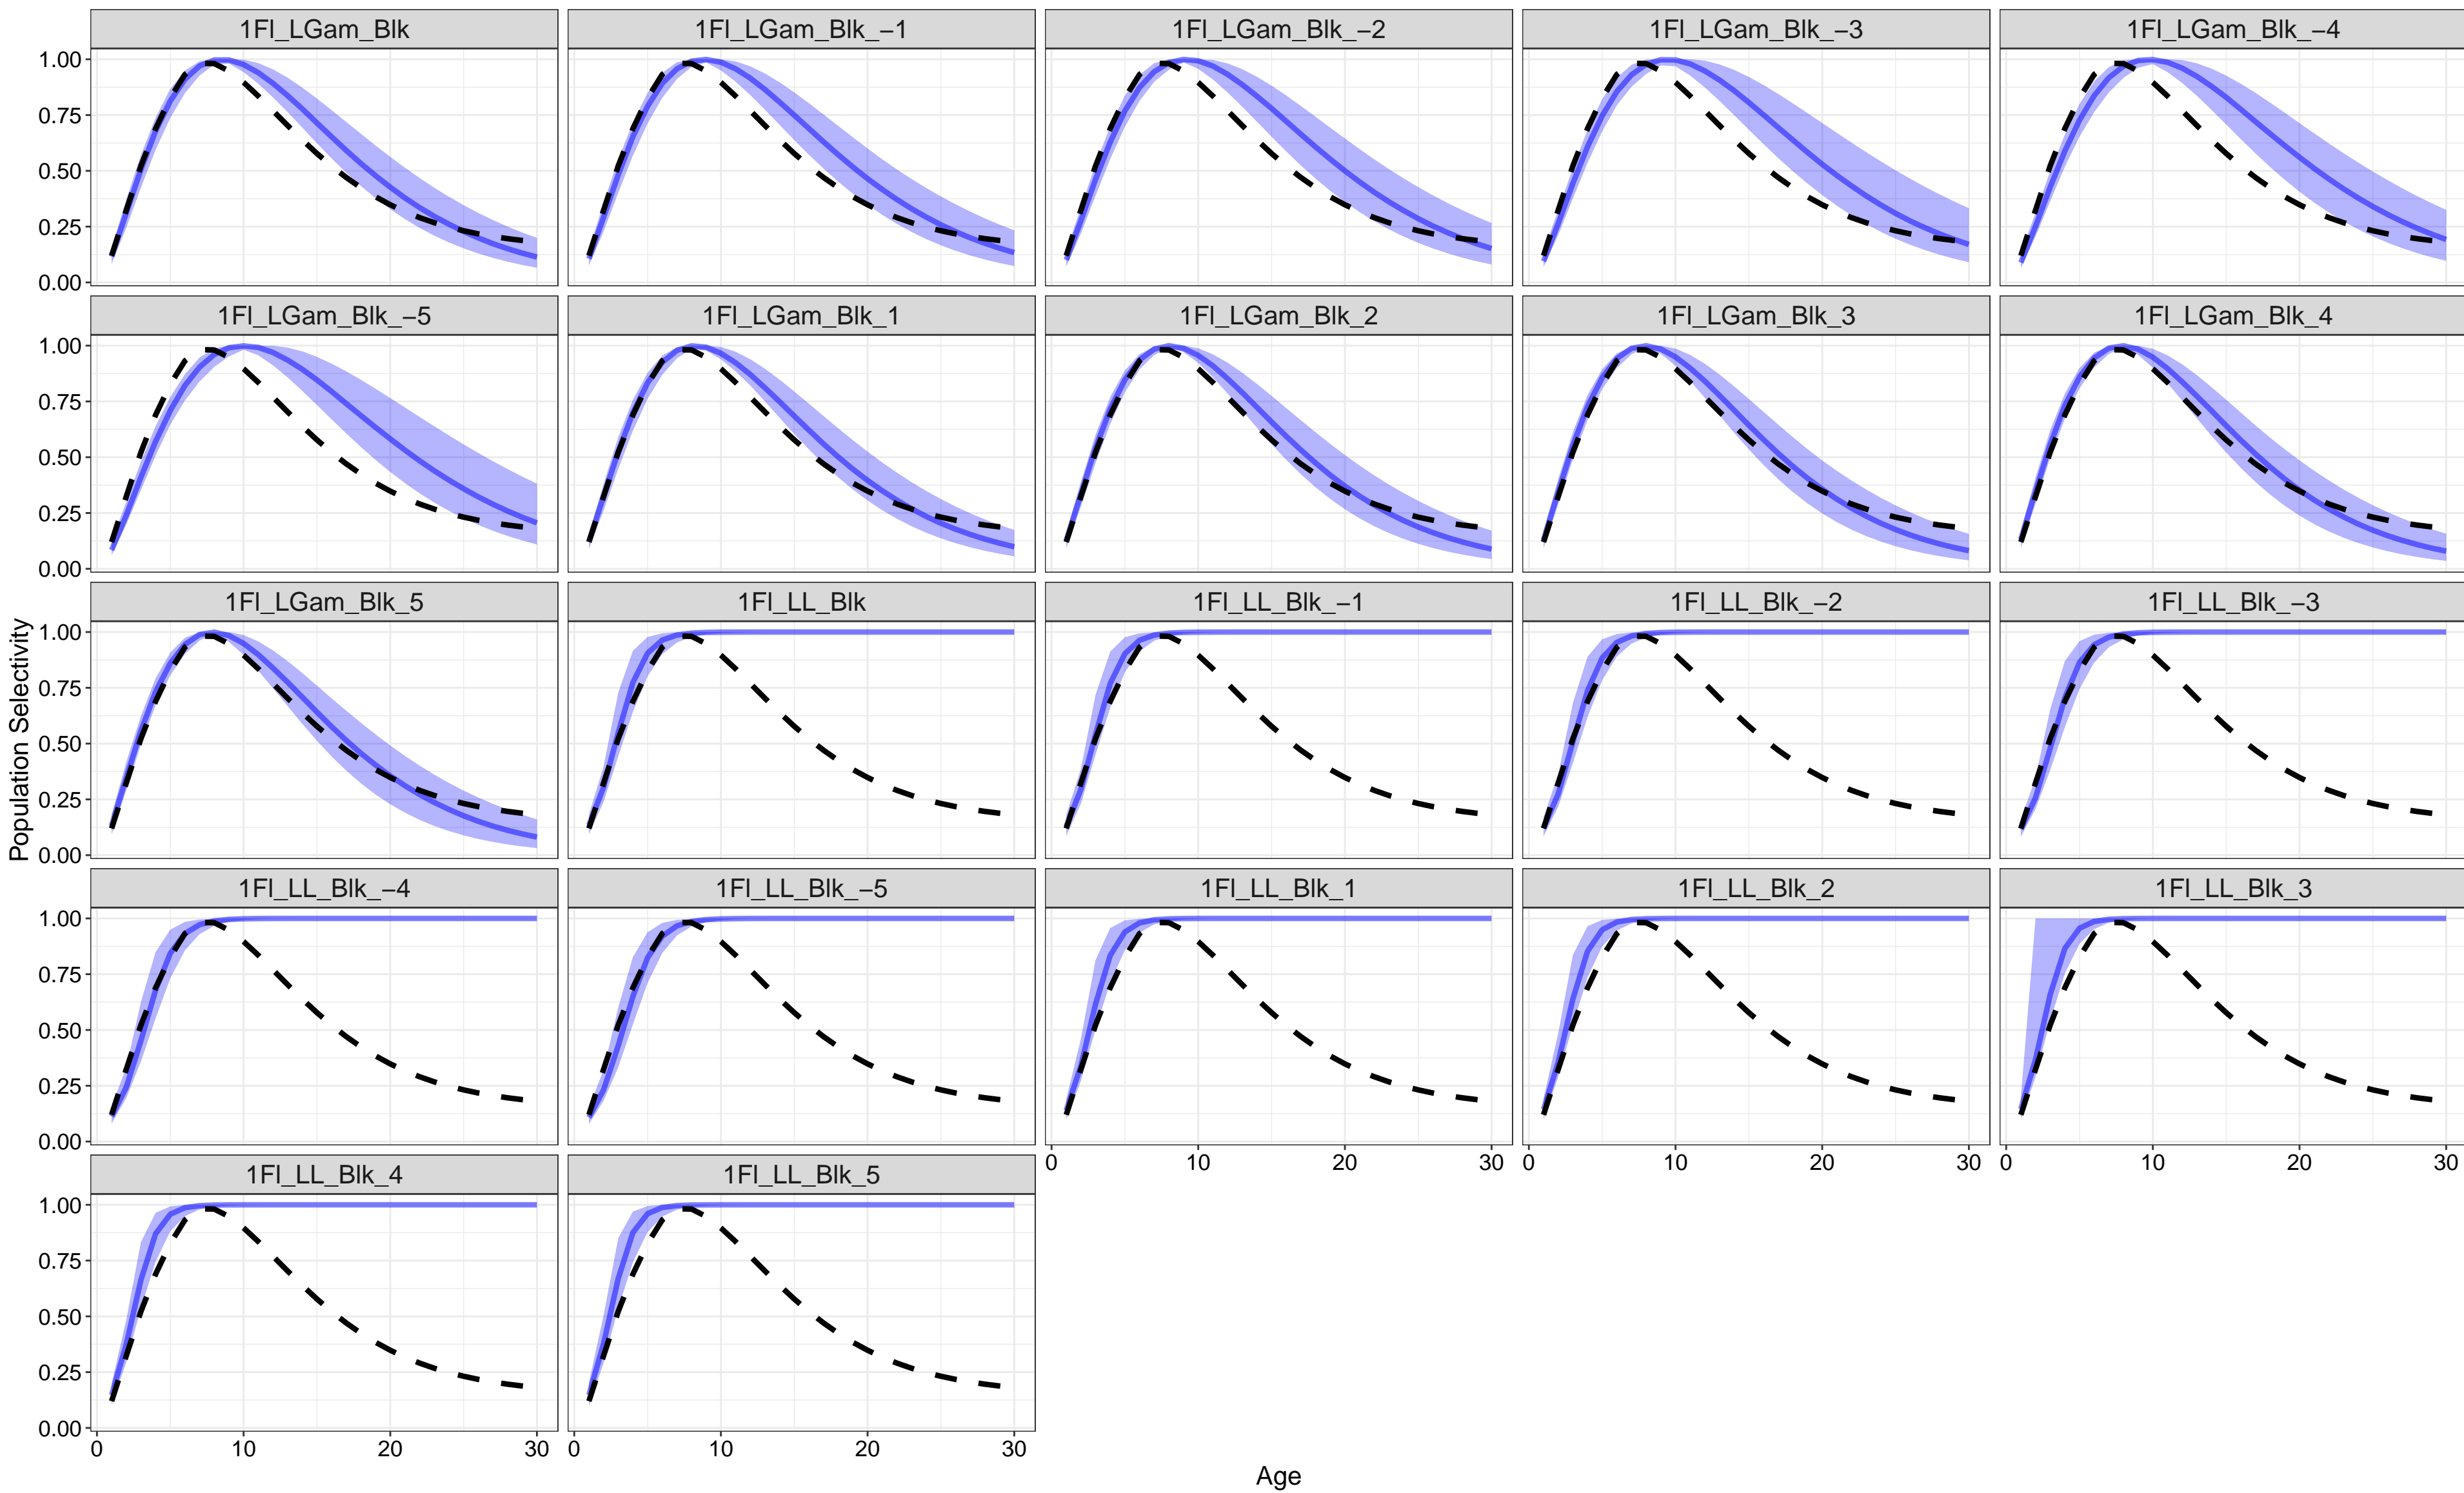 1Fl_LGam_Blk
1Fl_LGam_Blk_−1
1Fl_LGam_Blk_−2
1Fl_LGam_Blk_−3
1Fl_LGam_Blk_−4
1.00
0.75
0.50
0.25
0.00
1Fl_LGam_Blk_−5
1Fl_LGam_Blk_1
1Fl_LGam_Blk_2
1Fl_LGam_Blk_3
1Fl_LGam_Blk_4
1.00
0.75
0.50
0.25
0.00
1Fl_LGam_Blk_5
1Fl_LL_Blk
1Fl_LL_Blk_−1
1Fl_LL_Blk_−2
1Fl_LL_Blk_−3
1.00
0.75
0.50
0.25
0.00
Population Selectivity
1Fl_LL_Blk_−4
1Fl_LL_Blk_−5
1Fl_LL_Blk_1
1Fl_LL_Blk_2
1Fl_LL_Blk_3
1.00
0.75
0.50
0.25
0.00
0 10 20 30
0 10 20 30
0 10 20 30
1Fl_LL_Blk_4
1Fl_LL_Blk_5
1.00
0.75
0.50
0.25
0.00
0 10 20 30
0 10 20 30
Age